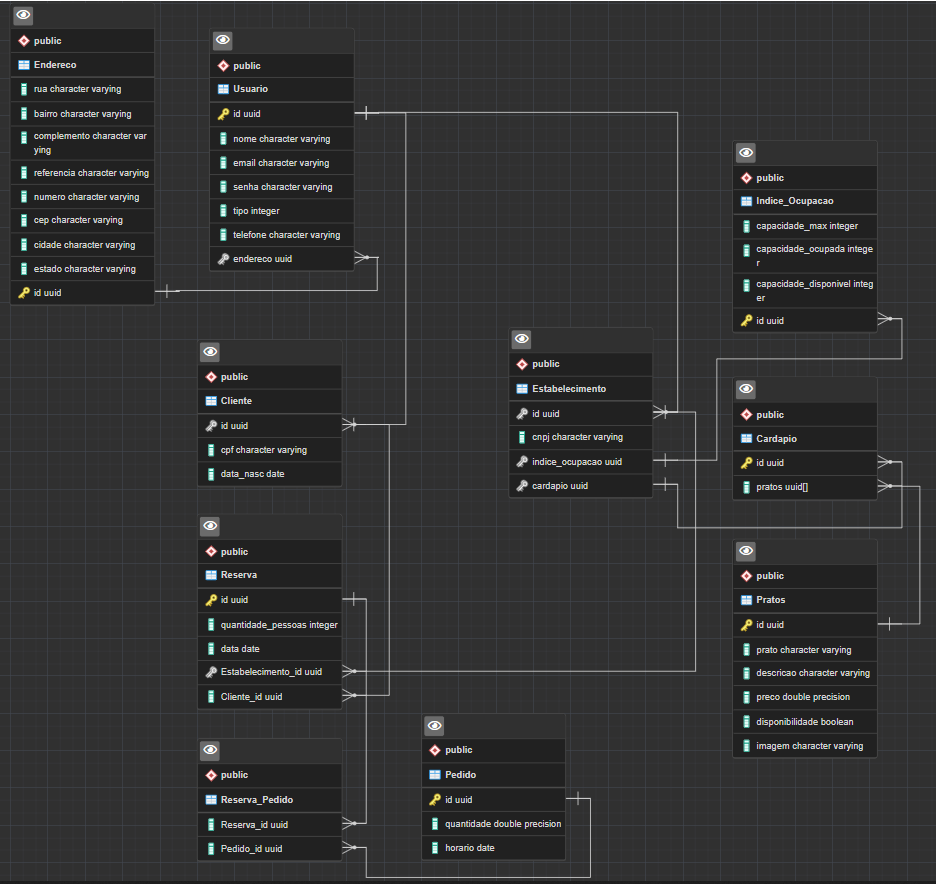 public
Endereco
rua character varying
bairro character varying
complemento character var
ying
referencia character varying
numero character varying
cep character varying
cidade character varying
estado character varying
id uuid
public
Usuario
id uuid
nome character varying
email character varying
senha character varying
tipo integer
telefone character varying
endereco uuid
public
Indice_Ocupacao
capacidade_max integer
capacidade_ocupada intege
r
capacidade_disponivel integ
er
id uuid
public
Cliente
id uuid
cpf character varying
data_nasc date
public
Estabelecimento
id uuid
cnpj character varying
indice_ocupacao uuid
cardapio uuid
public
Cardapio
id uuid
pratos uuid[]
public
Reserva
id uuid
quantidade_pessoas integer
data date
Estabelecimento_id uuid
Cliente_id uuid
public
Pratos
id uuid
prato character varying
descricao character varying
preco double precision
disponibilidade boolean
imagem character varying
public
Reserva_Pedido
Reserva_id uuid
Pedido_id uuid
public
Pedido
id uuid
quantidade double precision
horario date